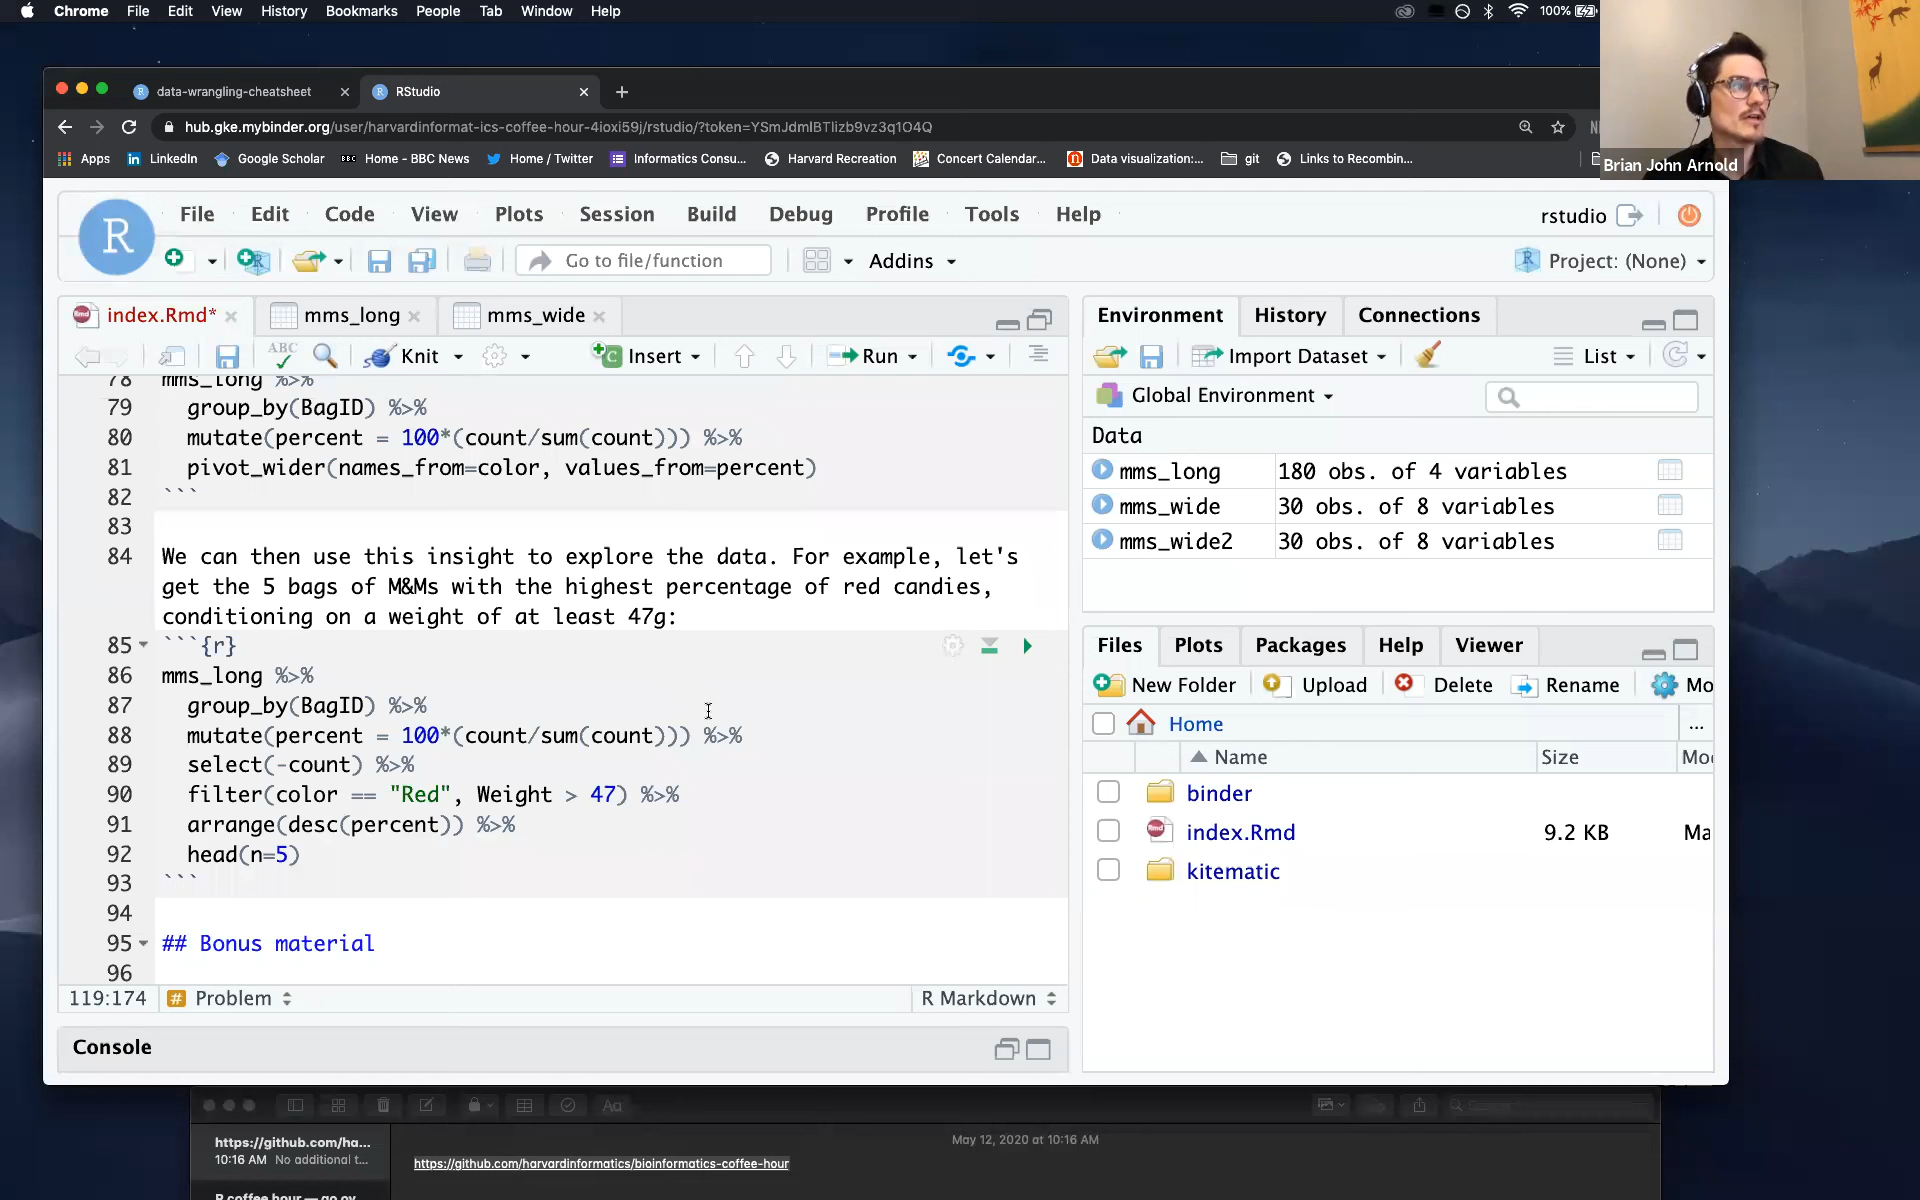 Chrome File Edit View History Bookmarks People Tab Window Help
100%
data-wrangling-cheatsheet
RStudio
hub.gke.mybinder.org/user/harvardinformat-ics-coffee-hour-4ioxi59j/rstudio/?token=YSmJdmlBTlizb9vz3q1O4Q
Apps LinkedIn Google Scholar Home - BBC News Home / Twitter Informatics Consu... Harvard Recreation Concert Calendar... Data visualization:... git Links to Recombin...
Brian John Arnold
R
File Edit Code View Plots Session Build Debug Profile Tools Help
rstudio
Go to file/function
Addins
Project: (None)
index.Rmd*
mms_long
mms_wide
ABC
Knit
Insert
Run
78 mms_long %>%
79 group_by(BagID) %>%
80 mutate(percent = 100*(count/sum(count))) %>%
81 pivot_wider(names_from=color, values_from=percent)
82 ```
83
84 We can then use this insight to explore the data. For example, let's
get the 5 bags of M&Ms with the highest percentage of red candies,
conditioning on a weight of at least 47g:
85 ```{r}
86 mms_long %>%
87 group_by(BagID) %>%
88 mutate(percent = 100*(count/sum(count))) %>%
89 select(-count) %>%
90 filter(color == "Red", Weight > 47) %>%
91 arrange(desc(percent)) %>%
92 head(n=5)
93 ```
94
95 ## Bonus material
96
119:174
# Problem
R Markdown
Console
Environment History Connections
Import Dataset
List
Global Environment
Data
mms_long 180 obs. of 4 variables
mms_wide 30 obs. of 8 variables
mms_wide2 30 obs. of 8 variables
Files Plots Packages Help Viewer
New Folder Upload Delete Rename Mo
Home
...
Name Size Mo
binder
index.Rmd 9.2 KB Ma
kitematic
Aa
https://github.com/ha...
10:16 AM No additional t...
May 12, 2020 at 10:16 AM
https://github.com/harvardinformatics/bioinformatics-coffee-hour
R coffee hour — go ov